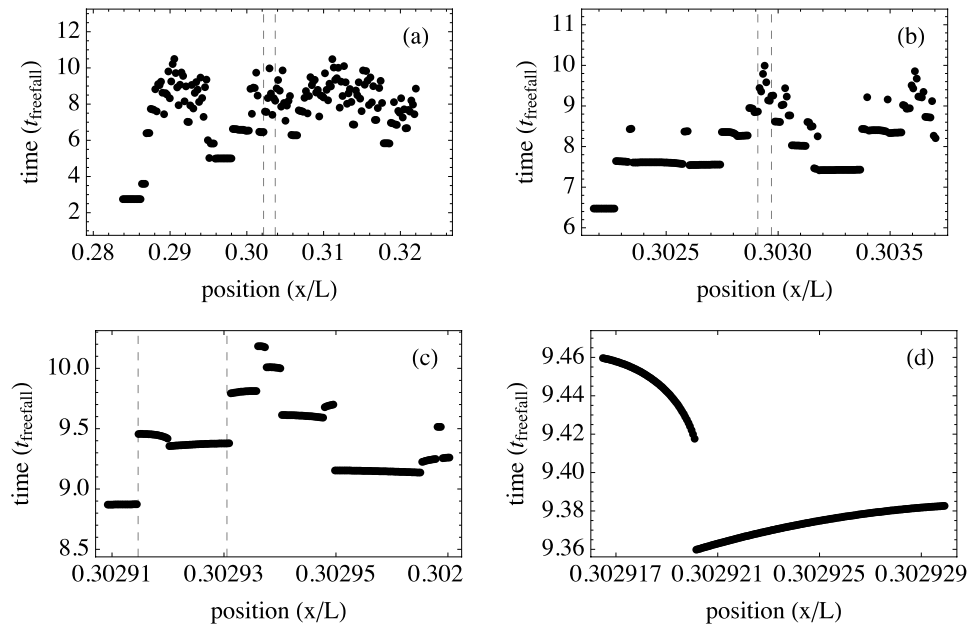 (a)
12
10
8
6
4
2
time (t_freefall)
0.28 0.29 0.30 0.31 0.32
position (x/L)
(b)
11
10
9
8
7
6
time (t_freefall)
0.3025 0.3030 0.3035
position (x/L)
(c)
10.0
9.5
9.0
8.5
time (t_freefall)
0.30291 0.30293 0.30295 0.302
position (x/L)
(d)
9.46
9.44
9.42
9.40
9.38
9.36
time (t_freefall)
0.302917 0.302921 0.302925 0.302929
position (x/L)